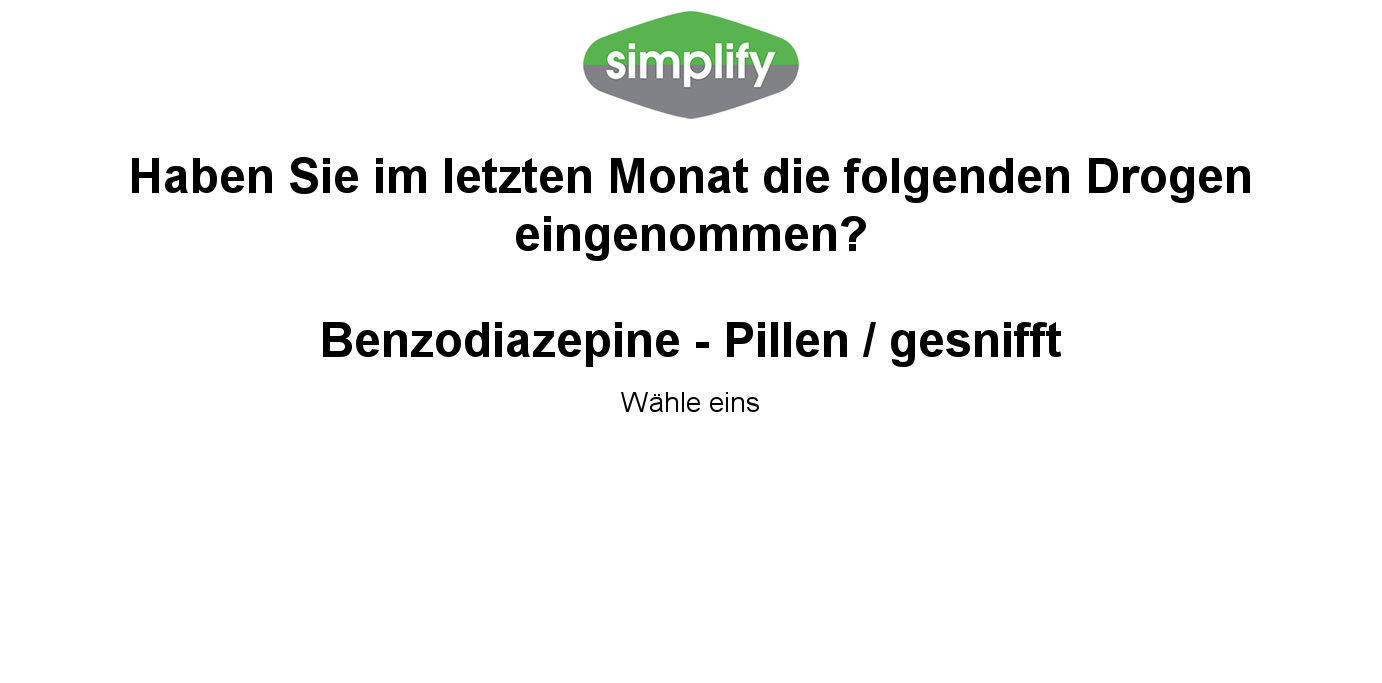 simplify
Haben Sie im letzten Monat die folgenden Drogen
eingenommen?
Benzodiazepine - Pillen / gesnifft
Wähle eins